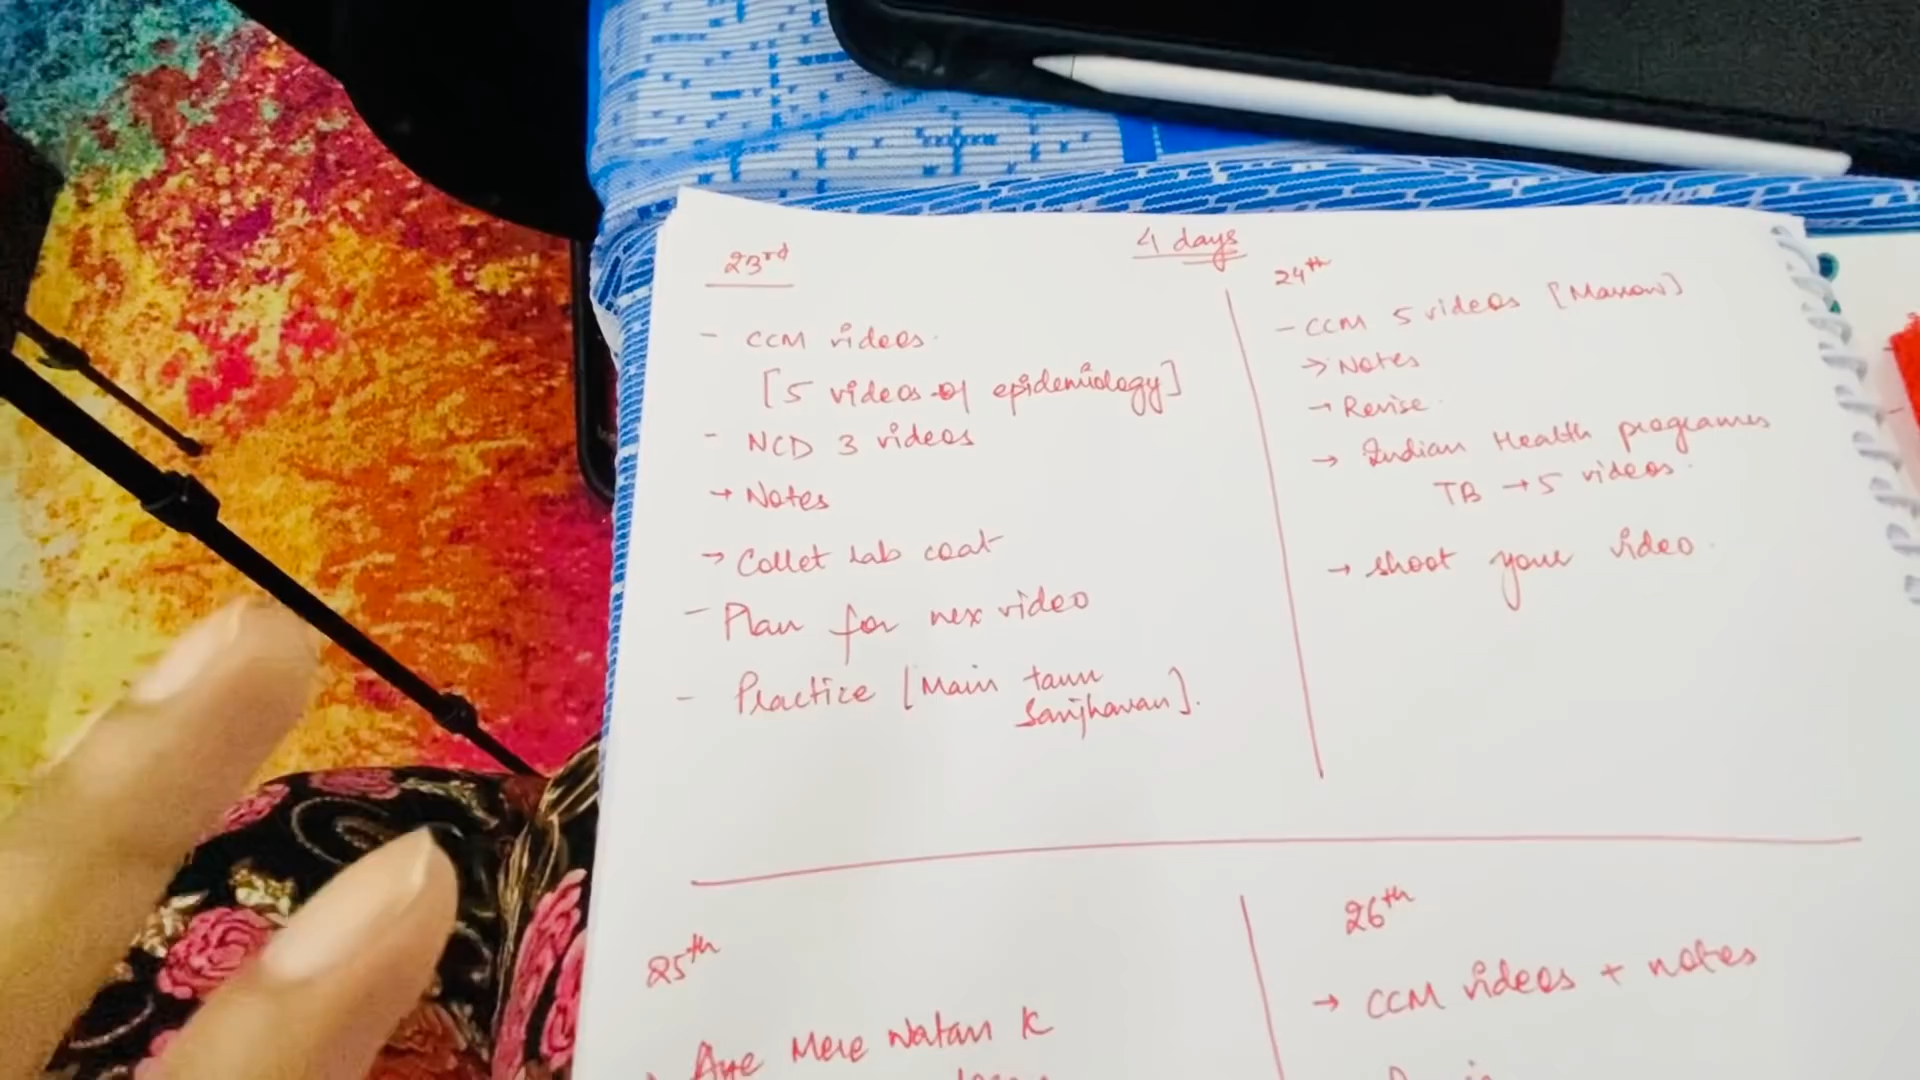 4 days
23rd
- CCM videos.
[5 videos of epidemiology]
- NCD 3 videos
→ Notes
→ Collet Lab coat
- Plan for nex video
- Practice [Main taun
Sanjhavan].
24th
- CCM 5 videos [Marrow]
→ Notes
→ Revise.
→ Indian Health programes
TB → 5 videos.
→ shoot your video.
25th
Aye Mere Watan K
26th
→ CCM videos + notes